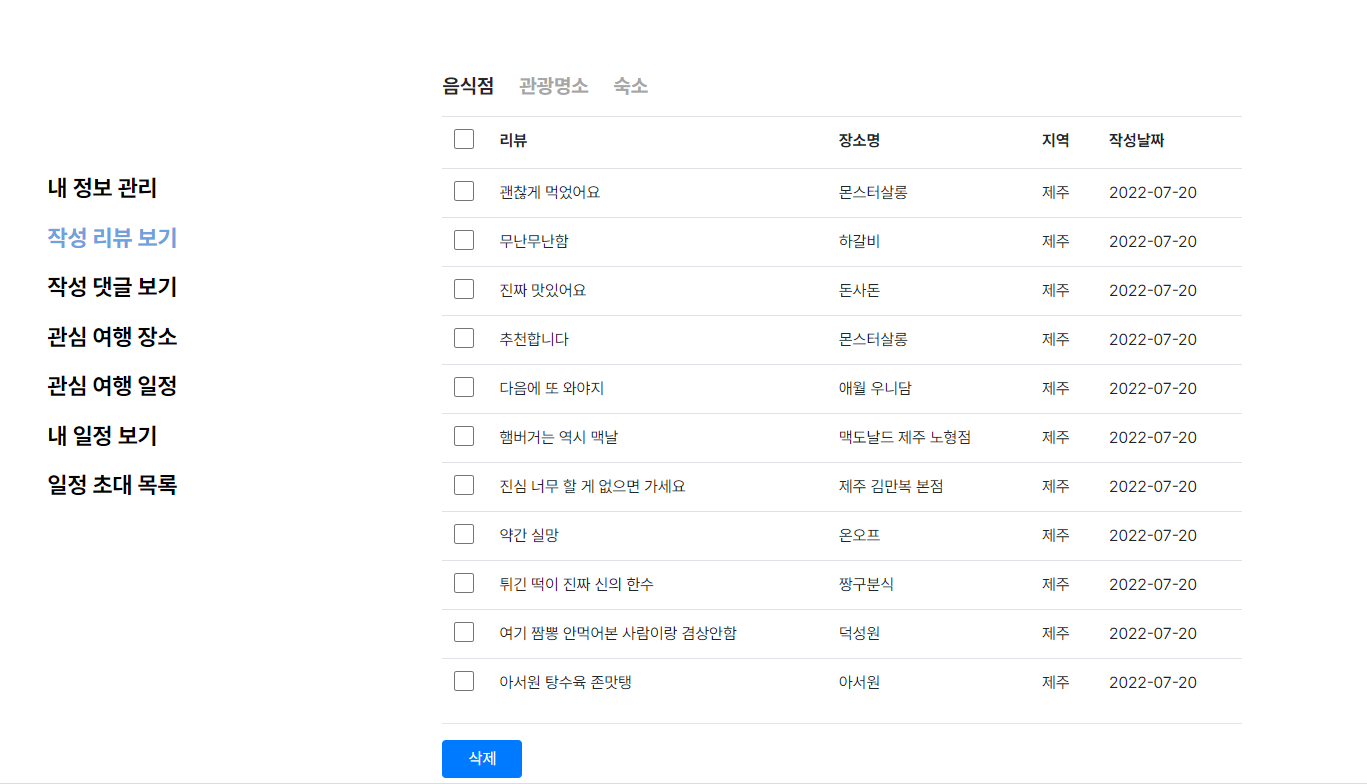 음식점 관광명소 숙소
리뷰 장소명 지역 작성날짜
내 정보 관리
작성 리뷰 보기
작성 댓글 보기
관심 여행 장소
관심 여행 일정
내 일정 보기
일정 초대 목록
괜찮게 먹었어요 몬스터살롱 제주 2022-07-20
무난무난함 하갈비 제주 2022-07-20
진짜 맛있어요 돈사돈 제주 2022-07-20
추천합니다 몬스터살롱 제주 2022-07-20
다음에 또 와야지 애월 우니담 제주 2022-07-20
햄버거는 역시 맥날 맥도날드 제주 노형점 제주 2022-07-20
진심 너무 할 게 없으면 가세요 제주 김만복 본점 제주 2022-07-20
약간 실망 온오프 제주 2022-07-20
튀긴 떡이 진짜 신의 한수 짱구분식 제주 2022-07-20
여기 짬뽕 안먹어본 사람이랑 겸상안함 덕성원 제주 2022-07-20
아서원 탕수육 존맛탱 아서원 제주 2022-07-20
삭제